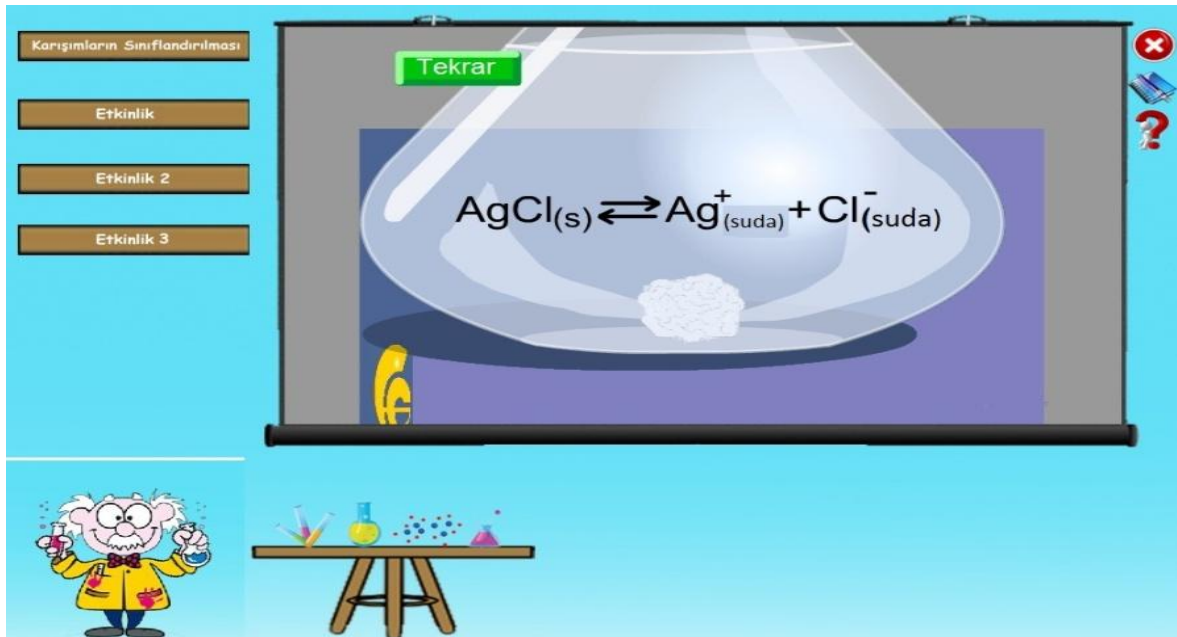 Karışımların Sınıflandırılması
Etkinlik
Etkinlik 2
Etkinlik 3
Tekrar
AgCl(s) ⇄ Ag⁺(suda) + Cl⁻(suda)